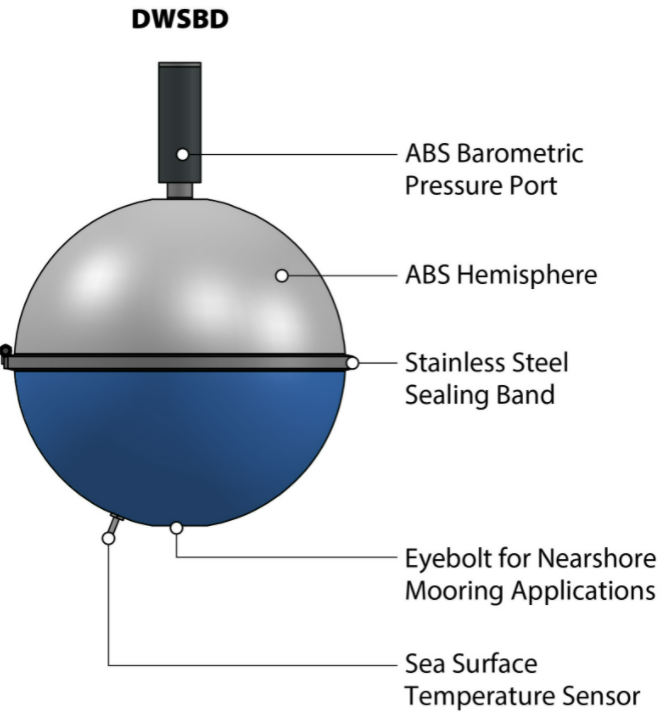 DWSBD
ABS Barometric
Pressure Port
ABS Hemisphere
Stainless Steel
Sealing Band
Eyebolt for Nearshore
Mooring Applications
Sea Surface
Temperature Sensor